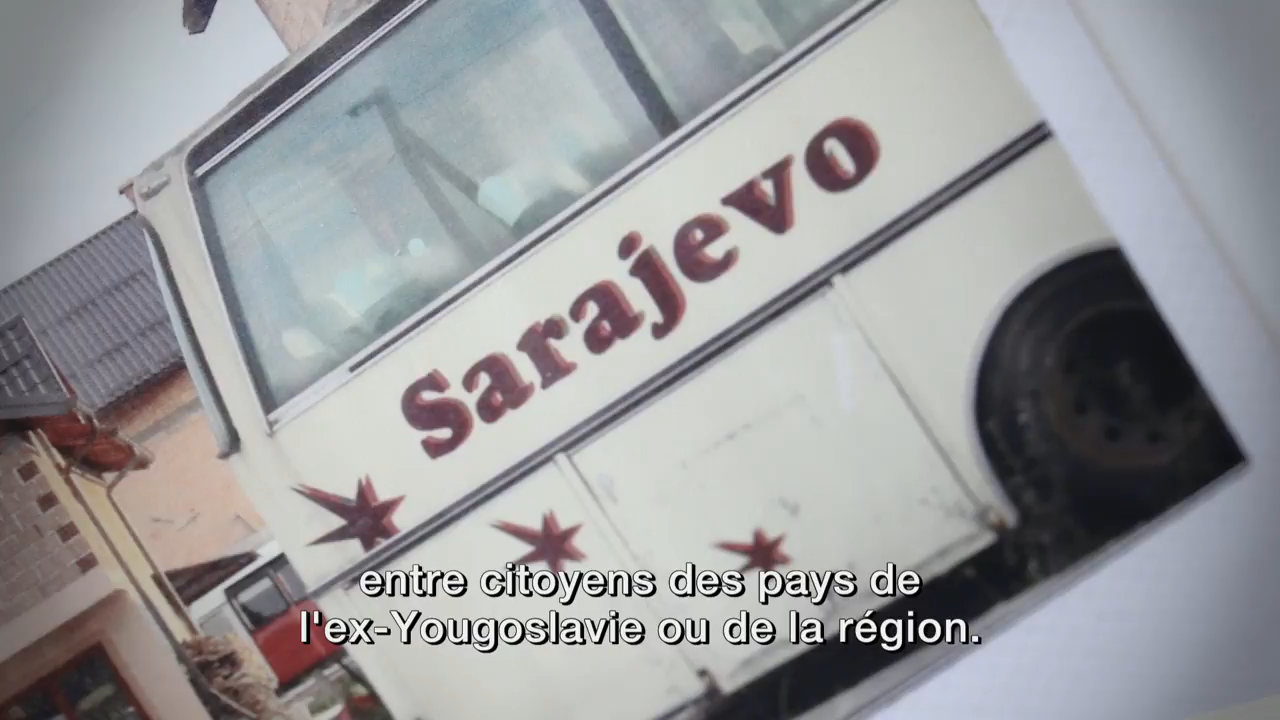 Sarajevo
entre citoyens des pays de
l'ex-Yougoslavie ou de la région.